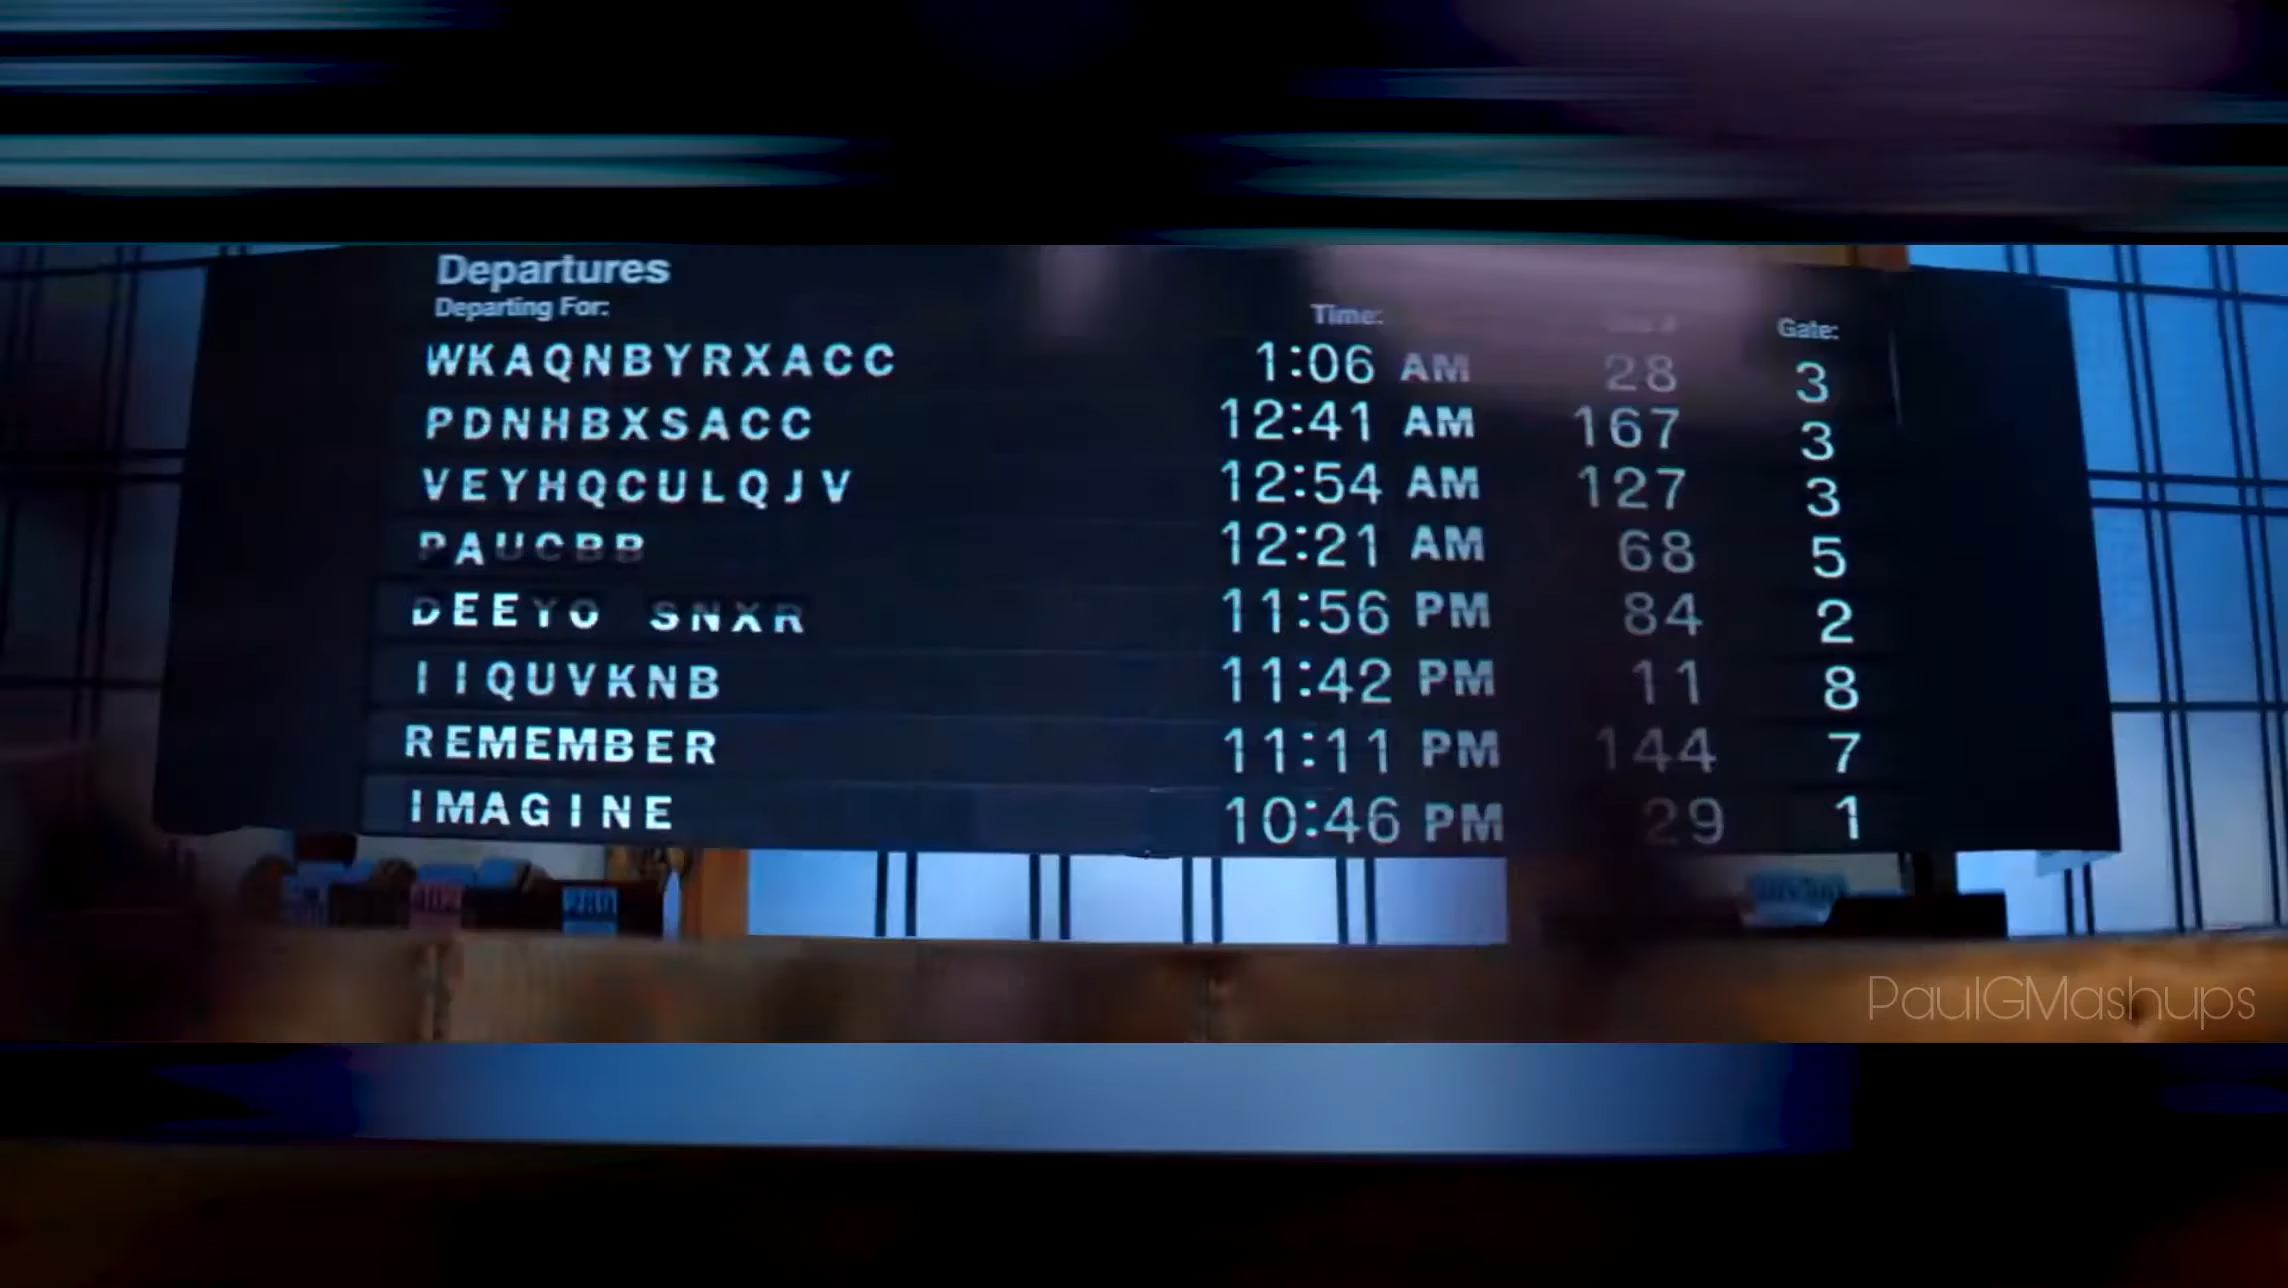 Departures
Departing For: Time: Gate:
WKAQNBYRXACC 1:06 AM 28 3
PDNHBXSACC 12:41 AM 167 3
VEYHQCULQJV 12:54 AM 127 3
12:21 AM 68 5
11:56 PM 84 2
IIQUVKNB 11:42 PM 11 8
REMEMBER 11:11 PM 144 7
IMAGINE 10:46 PM 29 1
402 280
PaulGMashups